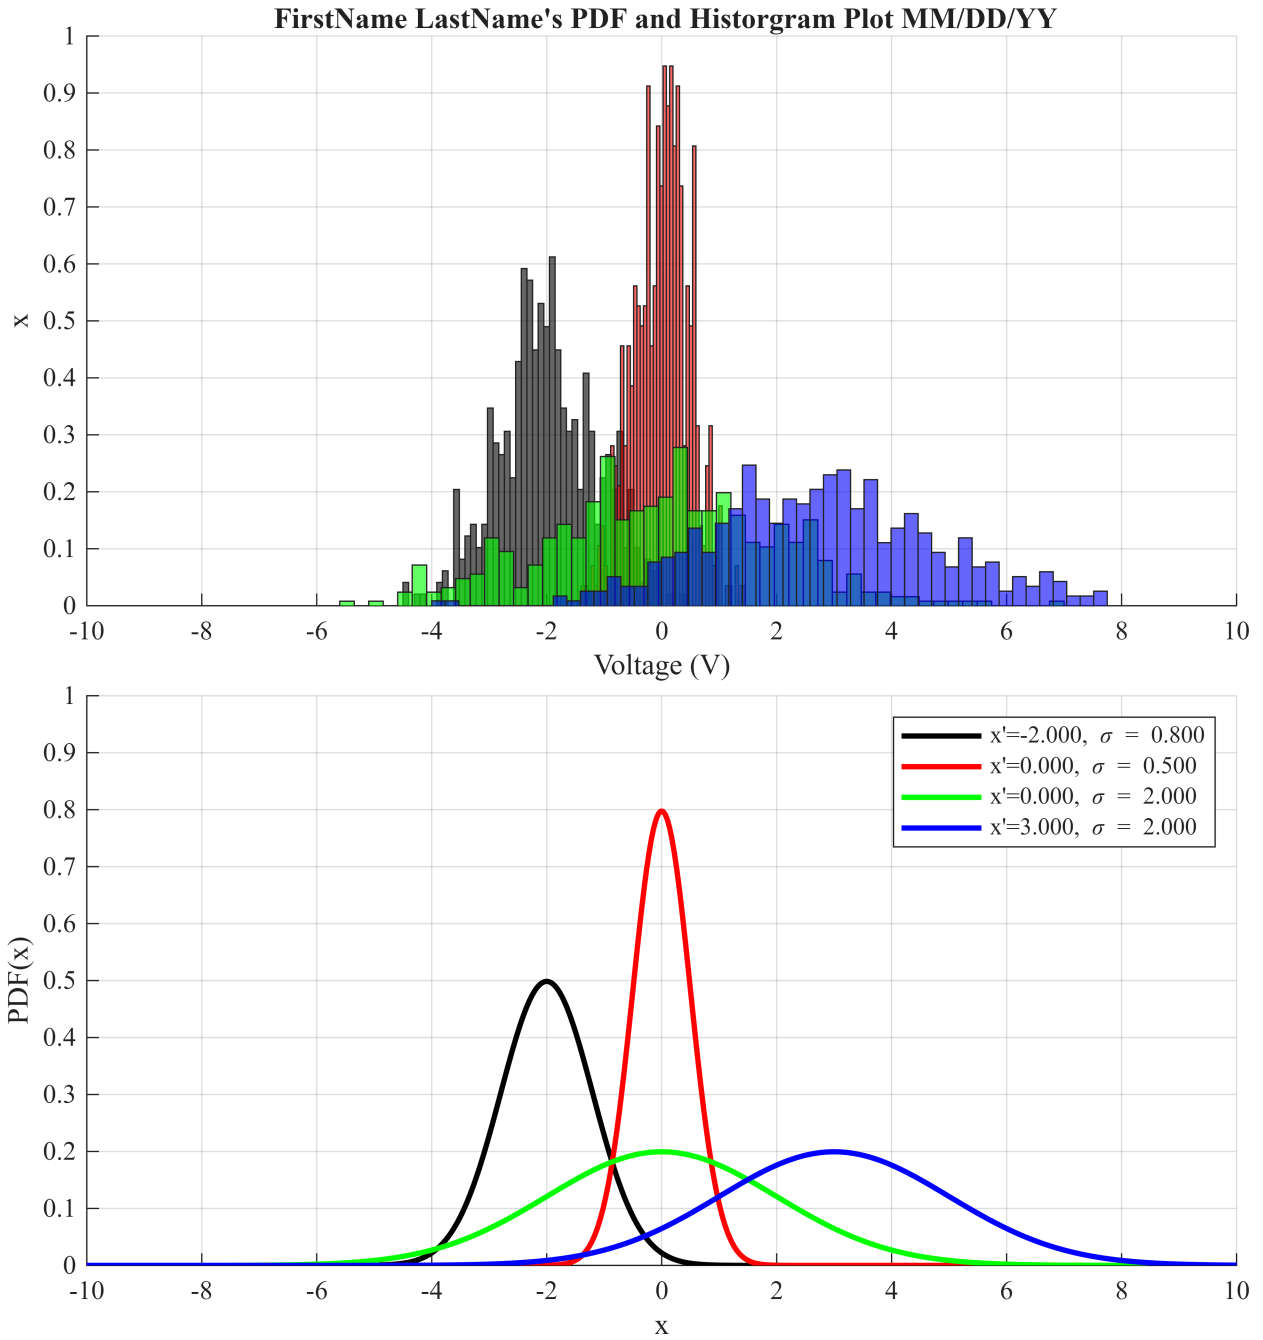 FirstName LastName's PDF and Historgram Plot MM/DD/YY
1
0.9
0.8
0.7
0.6
0.5
0.4
0.3
0.2
0.1
0
x
-10 -8 -6 -4 -2 0 2 4 6 8 10
Voltage (V)
1
0.9
0.8
0.7
0.6
0.5
0.4
0.3
0.2
0.1
0
PDF(x)
x'=-2.000, σ = 0.800
x'=0.000, σ = 0.500
x'=0.000, σ = 2.000
x'=3.000, σ = 2.000
-10 -8 -6 -4 -2 0 2 4 6 8 10
x